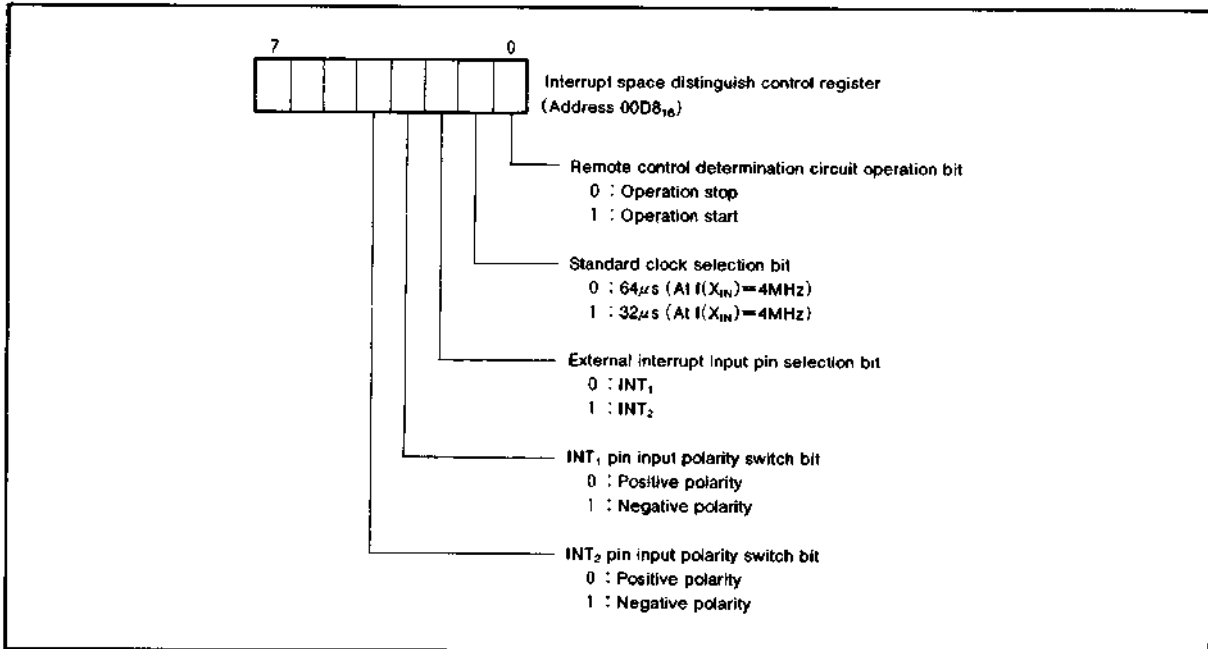 7 0
Interrupt space distinguish control register
(Address 00D8₁₆)
Remote control determination circuit operation bit
0 : Operation stop
1 : Operation start
Standard clock selection bit
0 : 64μs (At f(X_IN)=4MHz)
1 : 32μs (At f(X_IN)=4MHz)
External interrupt input pin selection bit
0 : INT₁
1 : INT₂
INT₁ pin input polarity switch bit
0 : Positive polarity
1 : Negative polarity
INT₂ pin input polarity switch bit
0 : Positive polarity
1 : Negative polarity